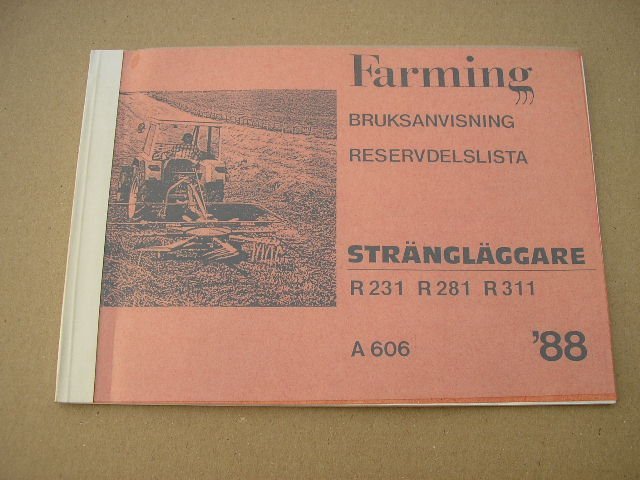 Farming
BRUKSANVISNING
RESERVDELSLISTA
STRÄNGLÄGGARE
R 231 R 281 R 311
A 606 '88